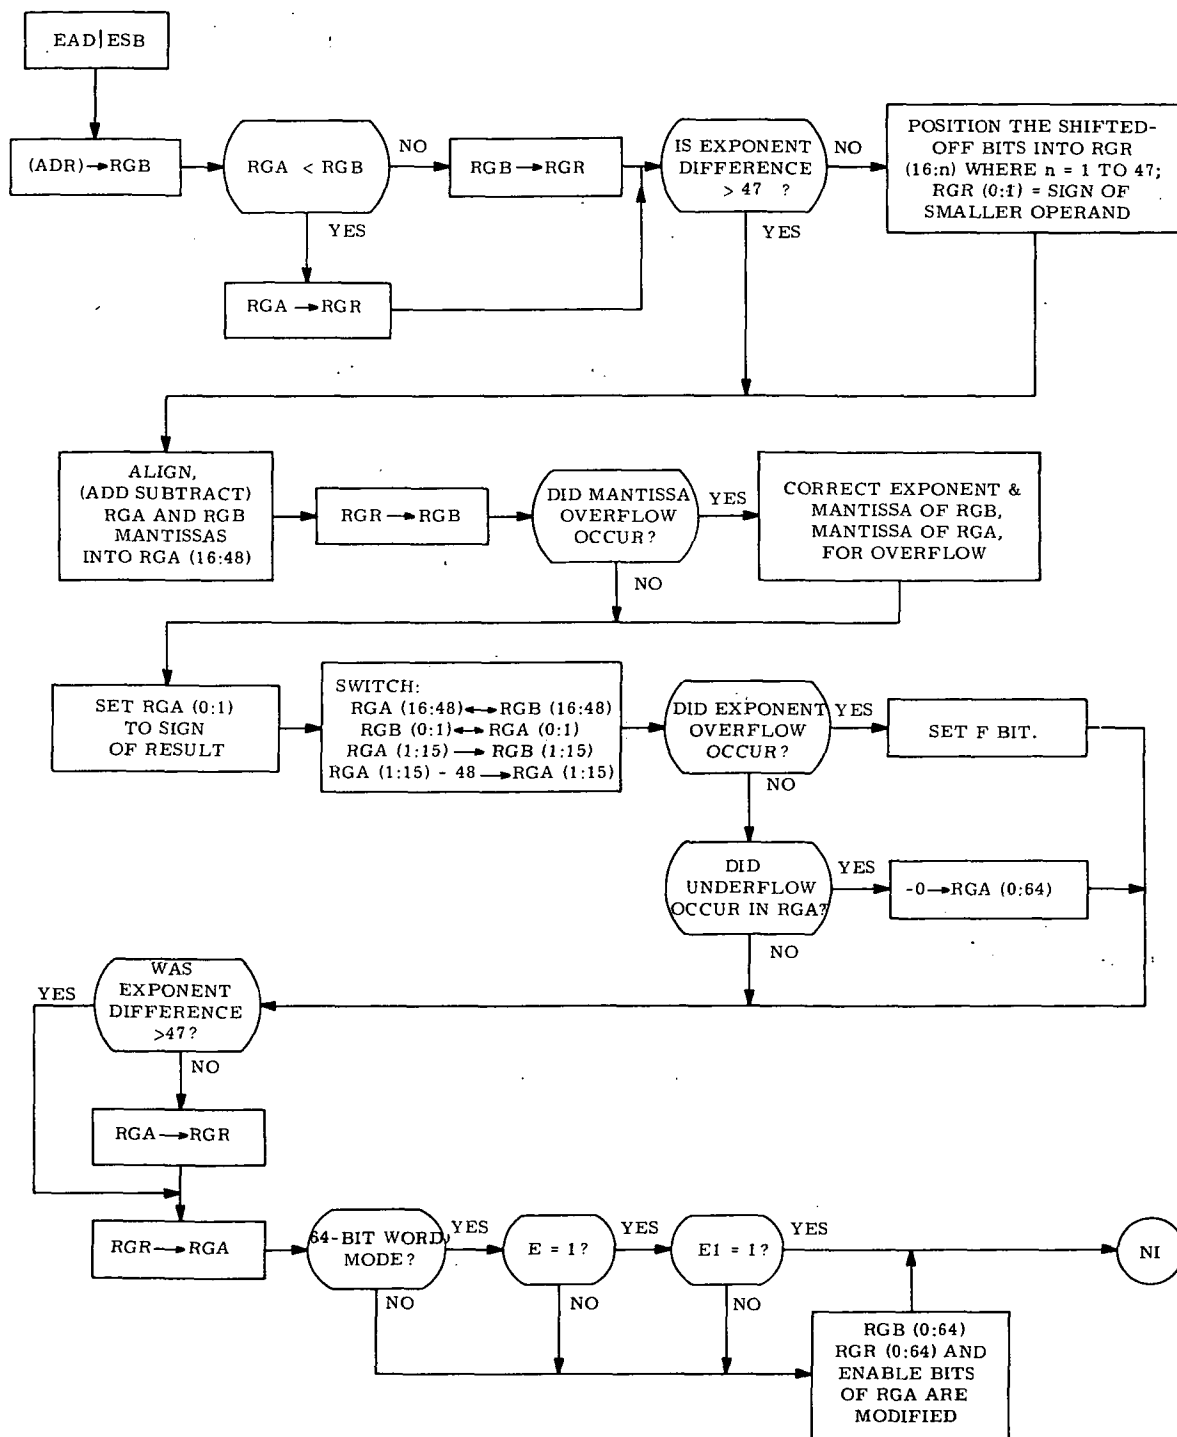 EAD|ESB
(ADR)→RGB
RGA < RGB
NO
RGB→RGR
YES
RGA→RGR
IS EXPONENT
DIFFERENCE
> 47 ?
NO
YES
POSITION THE SHIFTED-
OFF BITS INTO RGR
(16:n) WHERE n = 1 TO 47;
RGR (0:1) = SIGN OF
SMALLER OPERAND
ALIGN,
(ADD SUBTRACT)
RGA AND RGB
MANTISSAS
INTO RGA (16:48)
RGR→RGB
DID MANTISSA
OVERFLOW
OCCUR?
YES
NO
CORRECT EXPONENT &
MANTISSA OF RGB,
MANTISSA OF RGA,
FOR OVERFLOW
SET RGA (0:1)
TO SIGN
OF RESULT
SWITCH:
RGA (16:48)↔RGB (16:48)
RGB (0:1)↔RGA (0:1)
RGA (1:15)→RGB (1:15)
RGA (1:15) - 48→RGA (1:15)
DID EXPONENT
OVERFLOW
OCCUR?
YES
NO
SET F BIT.
DID
UNDERFLOW
OCCUR IN RGA?
YES
NO
-0→RGA (0:64)
WAS
EXPONENT
DIFFERENCE
>47?
YES
NO
RGA→RGR
RGR→RGA
64-BIT WORD
MODE?
YES
NO
E = 1?
YES
NO
E1 = 1?
YES
NO
RGB (0:64)
RGR (0:64) AND
ENABLE BITS
OF RGA ARE
MODIFIED
NI